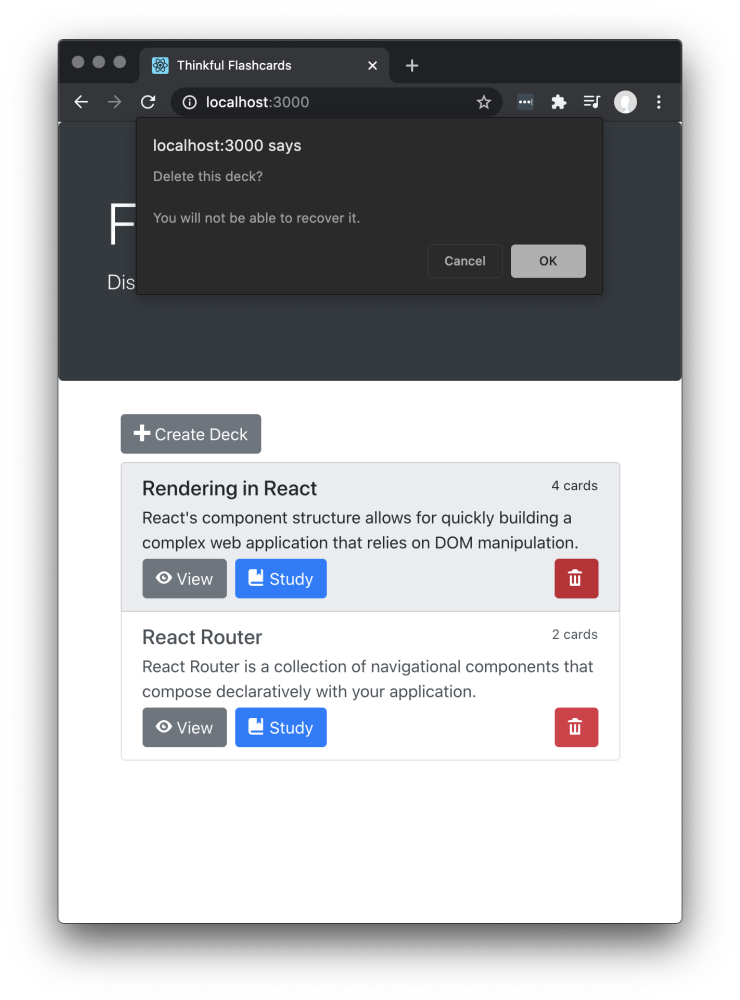 Thinkful Flashcards
localhost:3000
localhost:3000 says
Delete this deck?
You will not be able to recover it.
Cancel
OK
Create Deck
Rendering in React
4 cards
React's component structure allows for quickly building a
complex web application that relies on DOM manipulation.
View
Study
React Router
2 cards
React Router is a collection of navigational components that
compose declaratively with your application.
View
Study